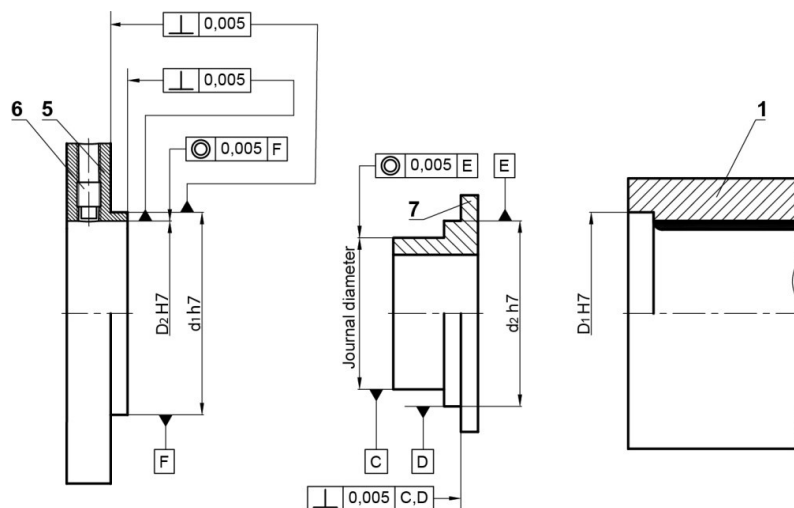 ⊥ 0,005
⊥ 0,005
6 5
◎ 0,005 F
D2 H7
d1 h7
F
◎ 0,005 E
E
7
Journal diameter
d2 h7
C
D
⊥ 0,005 C,D
1
D1 H7